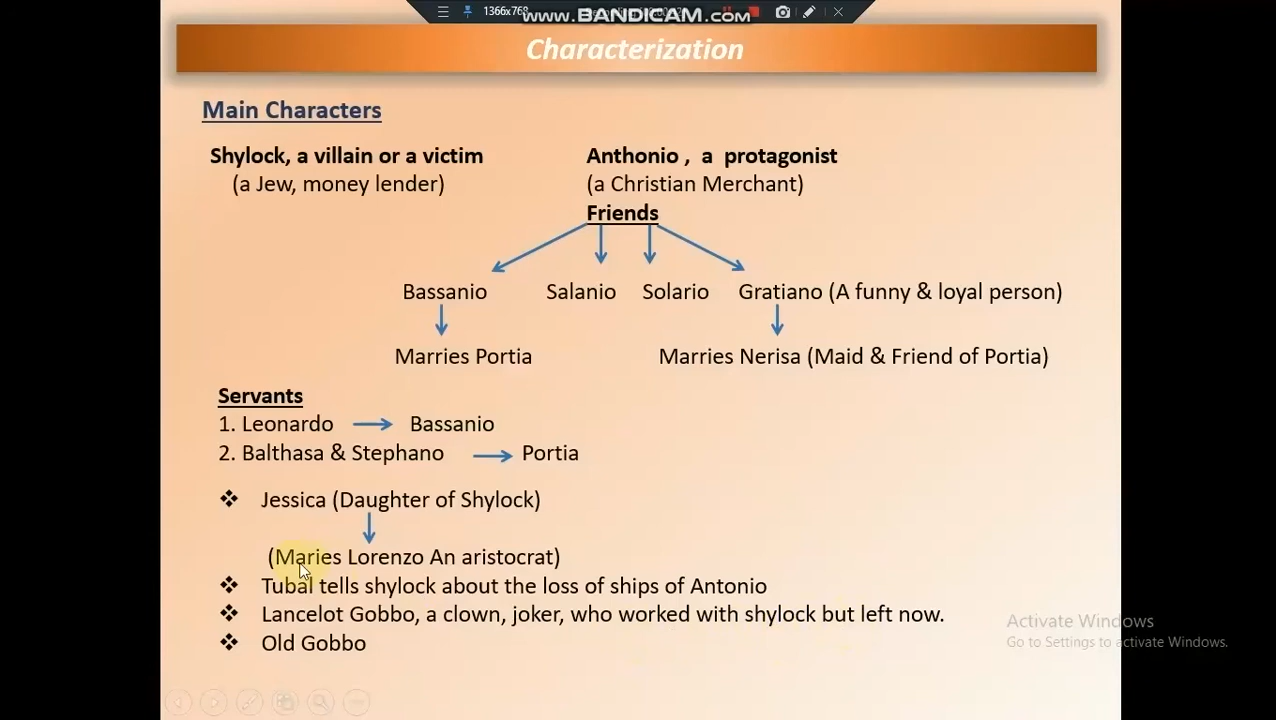 1366x768
www.BANDICAM.com
Characterization
Main Characters
Shylock, a villain or a victim
(a Jew, money lender)
Anthonio , a protagonist
(a Christian Merchant)
Friends
Bassanio Salanio Solario Gratiano (A funny & loyal person)
Marries Portia Marries Nerisa (Maid & Friend of Portia)
Servants
1. Leonardo Bassanio
2. Balthasa & Stephano Portia
Jessica (Daughter of Shylock)
(Maries Lorenzo An aristocrat)
Tubal tells shylock about the loss of ships of Antonio
Lancelot Gobbo, a clown, joker, who worked with shylock but left now.
Old Gobbo
Activate Windows
Go to Settings to activate Windows.